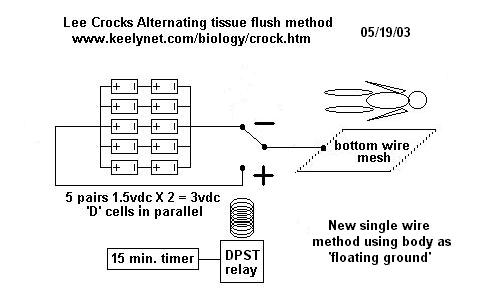 Lee Crocks Alternating tissue flush method
www.keelynet.com/biology/crock.htm
05/19/03
bottom wire
mesh
5 pairs 1.5vdc X 2 = 3vdc
'D' cells in parallel
15 min. timer
DPST
relay
New single wire
method using body as
'floating ground'